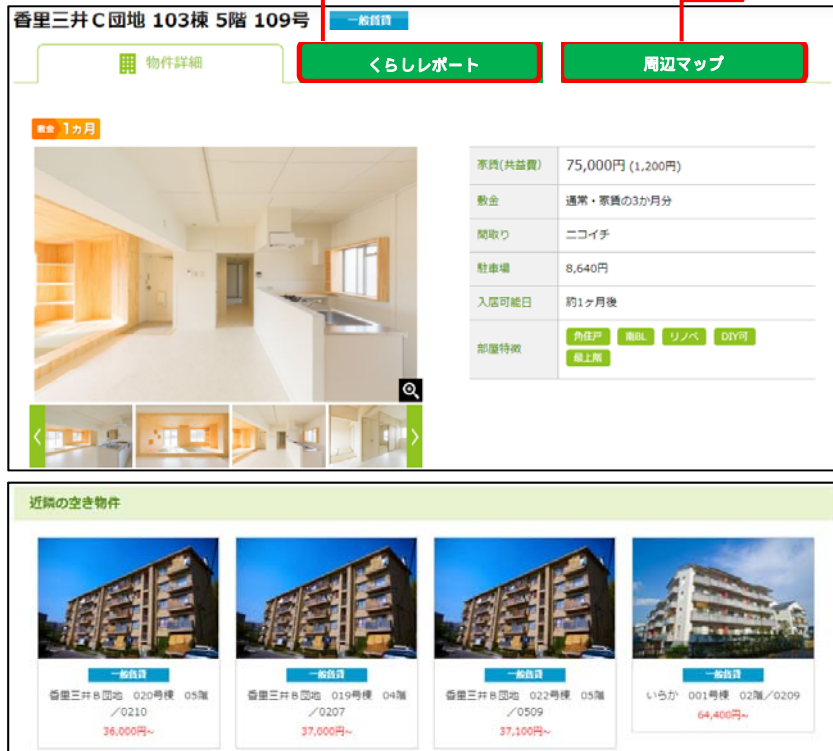 香里三井C団地 103棟 5階 109号 一般賃貸
物件詳細 くらしレポート 周辺マップ
敷金 1ヵ月
家賃(共益費) 75,000円 (1,200円)
敷金 通常・家賃の3か月分
間取り ニコイチ
駐車場 8,640円
入居可能日 約1ヶ月後
部屋特徴 角住戸 南BL リノベ DIY可
最上階
近隣の空き物件
一般賃貸 一般賃貸 一般賃貸 一般賃貸
香里三井B団地 020号棟 05階
/0210
36,000円~
香里三井B団地 019号棟 04階
/0207
37,000円~
香里三井B団地 022号棟 05階
/0509
37,100円~
いらか 001号棟 02階/0209
64,400円~